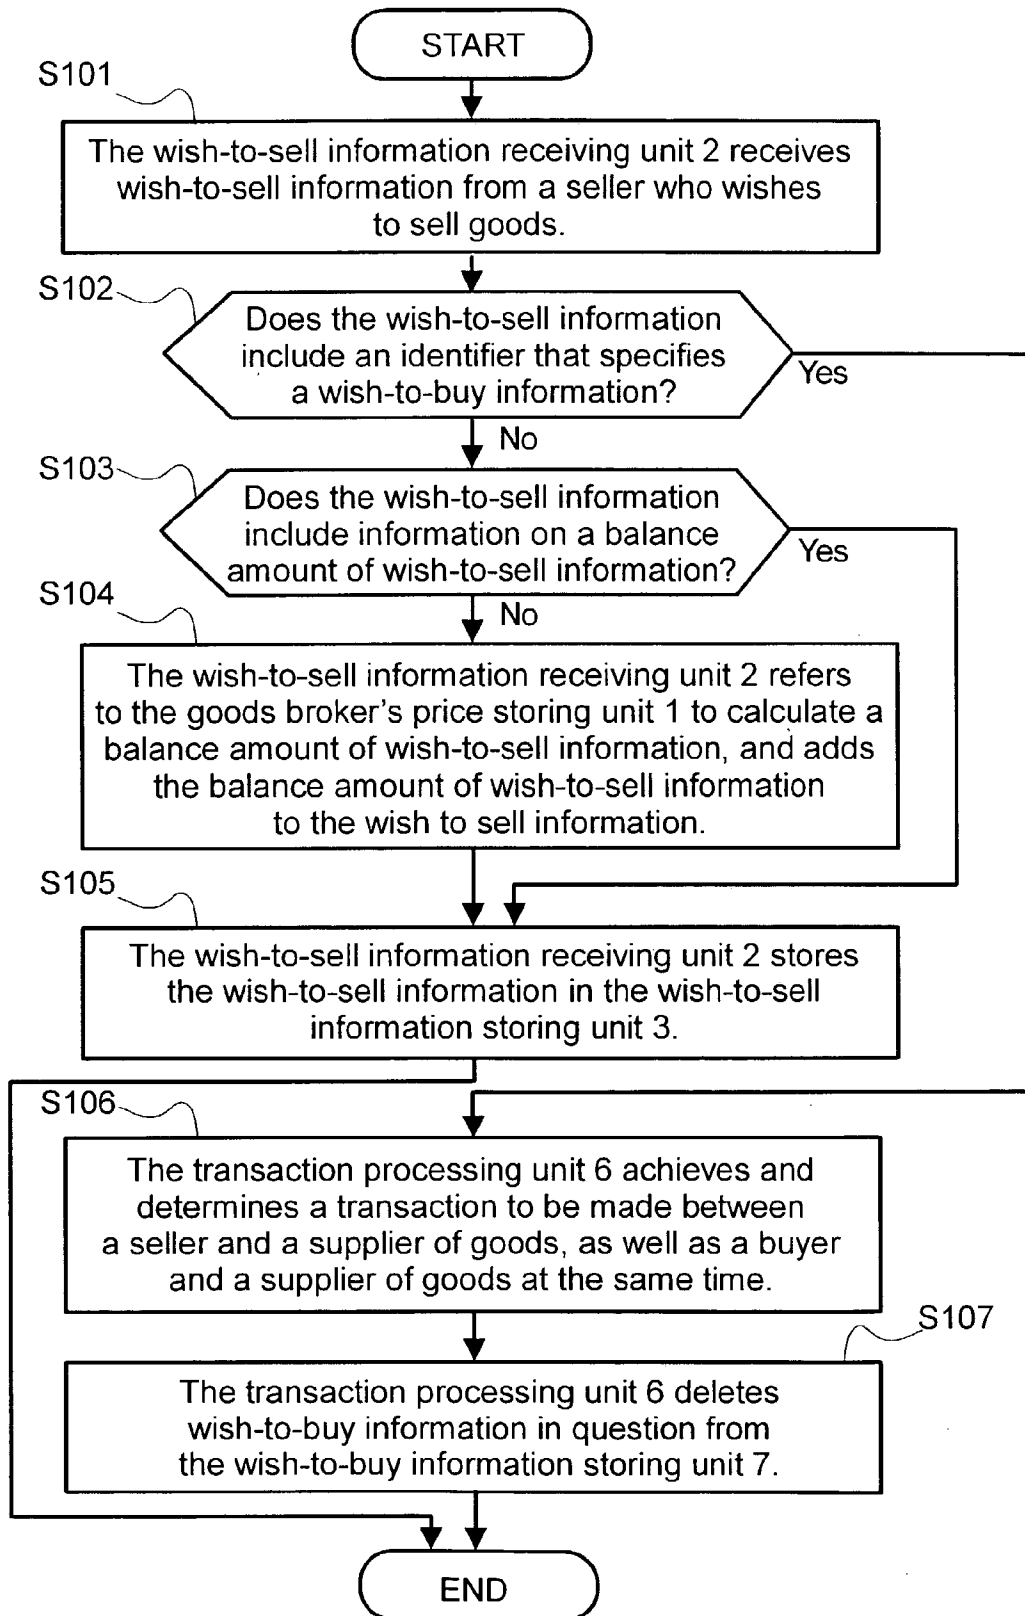 START
S101
The wish-to-sell information receiving unit 2 receives
wish-to-sell information from a seller who wishes
to sell goods.
S102
Does the wish-to-sell information
include an identifier that specifies
a wish-to-buy information?
Yes
No
S103
Does the wish-to-sell information
include information on a balance
amount of wish-to-sell information?
Yes
No
S104
The wish-to-sell information receiving unit 2 refers
to the goods broker's price storing unit 1 to calculate a
balance amount of wish-to-sell information, and adds
the balance amount of wish-to-sell information
to the wish to sell information.
S105
The wish-to-sell information receiving unit 2 stores
the wish-to-sell information in the wish-to-sell
information storing unit 3.
S106
The transaction processing unit 6 achieves and
determines a transaction to be made between
a seller and a supplier of goods, as well as a buyer
and a supplier of goods at the same time.
S107
The transaction processing unit 6 deletes
wish-to-buy information in question from
the wish-to-buy information storing unit 7.
END